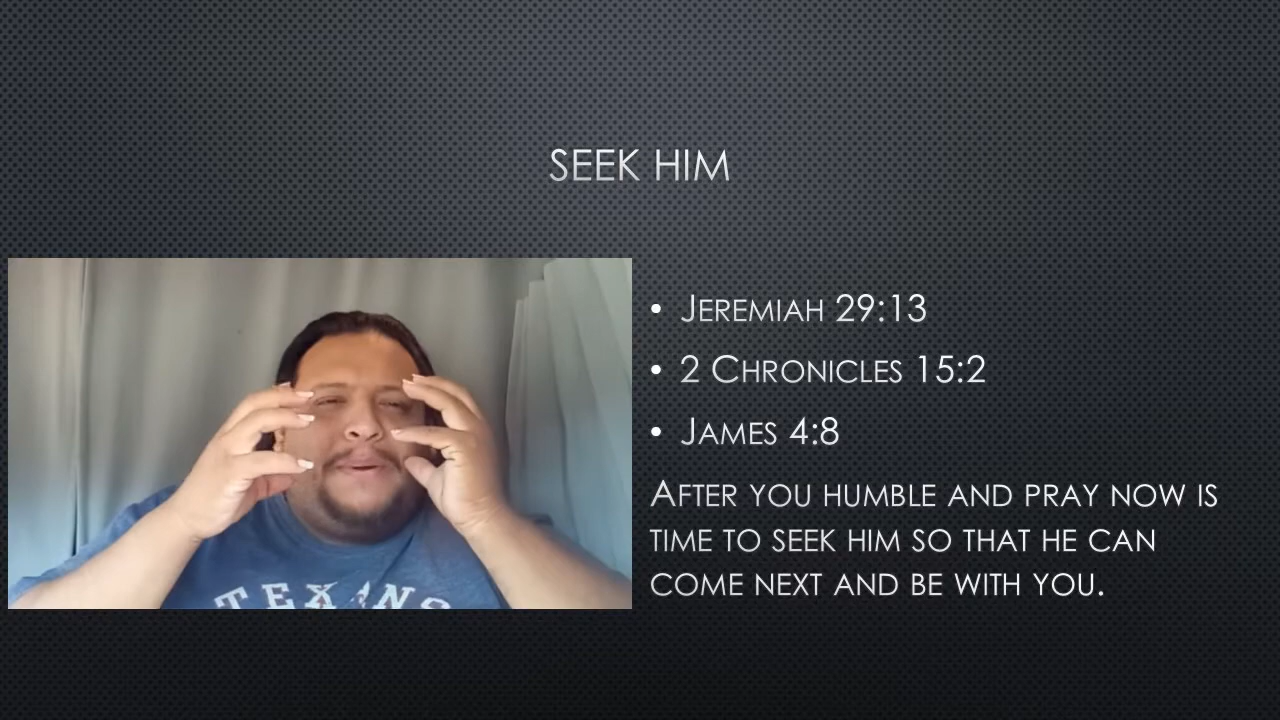 SEEK HIM
• JEREMIAH 29:13
• 2 CHRONICLES 15:2
• JAMES 4:8
AFTER YOU HUMBLE AND PRAY NOW IS
TIME TO SEEK HIM SO THAT HE CAN
COME NEXT AND BE WITH YOU.
TEXANS